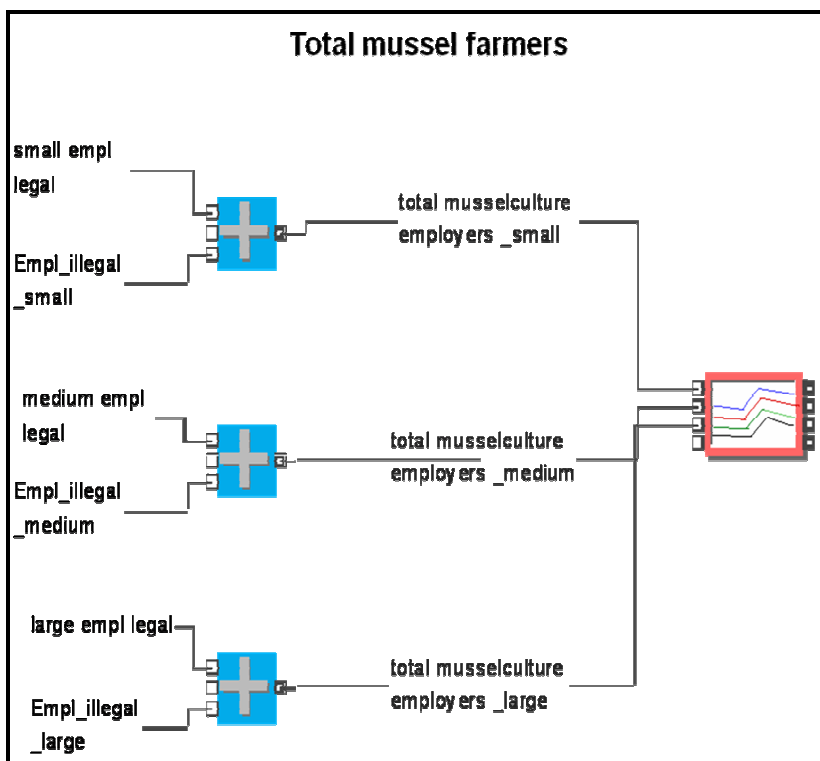 Total mussel farmers
small empl
legal
Empl_illegal
_small
total musselculture
employers _small
medium empl
legal
Empl_illegal
_medium
total musselculture
employers _medium
large empl legal
Empl_illegal
_large
total musselculture
employers _large